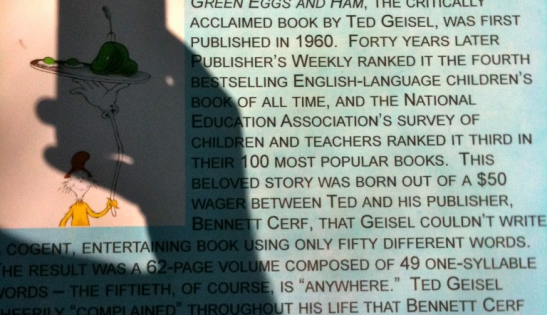 GREEN EGGS AND HAM, THE CRITICALLY
ACCLAIMED BOOK BY TED GEISEL, WAS FIRST
PUBLISHED IN 1960. FORTY YEARS LATER
PUBLISHER'S WEEKLY RANKED IT THE FOURTH
BESTSELLING ENGLISH-LANGUAGE CHILDREN'S
BOOK OF ALL TIME, AND THE NATIONAL
EDUCATION ASSOCIATION'S SURVEY OF
CHILDREN AND TEACHERS RANKED IT THIRD IN
THEIR 100 MOST POPULAR BOOKS. THIS
BELOVED STORY WAS BORN OUT OF A $50
WAGER BETWEEN TED AND HIS PUBLISHER,
BENNETT CERF, THAT GEISEL COULDN'T WRITE
COGENT, ENTERTAINING BOOK USING ONLY FIFTY DIFFERENT WORDS.
THE RESULT WAS A 62-PAGE VOLUME COMPOSED OF 49 ONE-SYLLABLE
WORDS – THE FIFTIETH, OF COURSE, IS "ANYWHERE." TED GEISEL
CHEERFULLY "COMPLAINED" THROUGHOUT HIS LIFE THAT BENNETT CERF